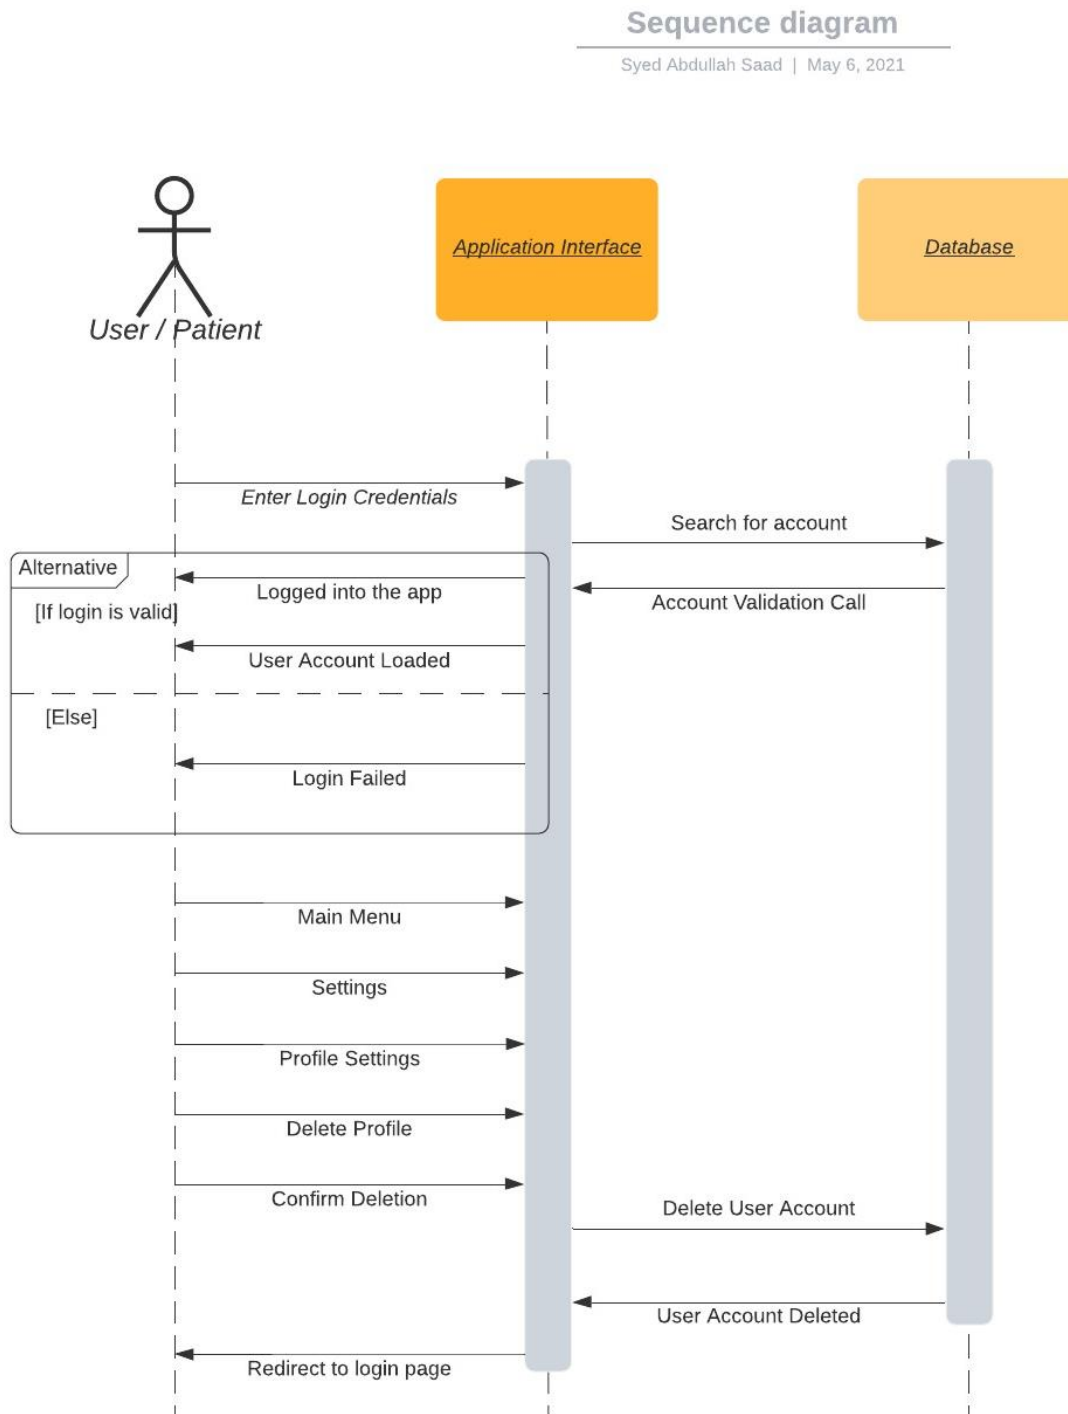 Sequence diagram
Syed Abdullah Saad | May 6, 2021
User / Patient
Application Interface
Database
Enter Login Credentials
Search for account
Alternative
Logged into the app
Account Validation Call
[If login is valid]
User Account Loaded
[Else]
Login Failed
Main Menu
Settings
Profile Settings
Delete Profile
Confirm Deletion
Delete User Account
User Account Deleted
Redirect to login page